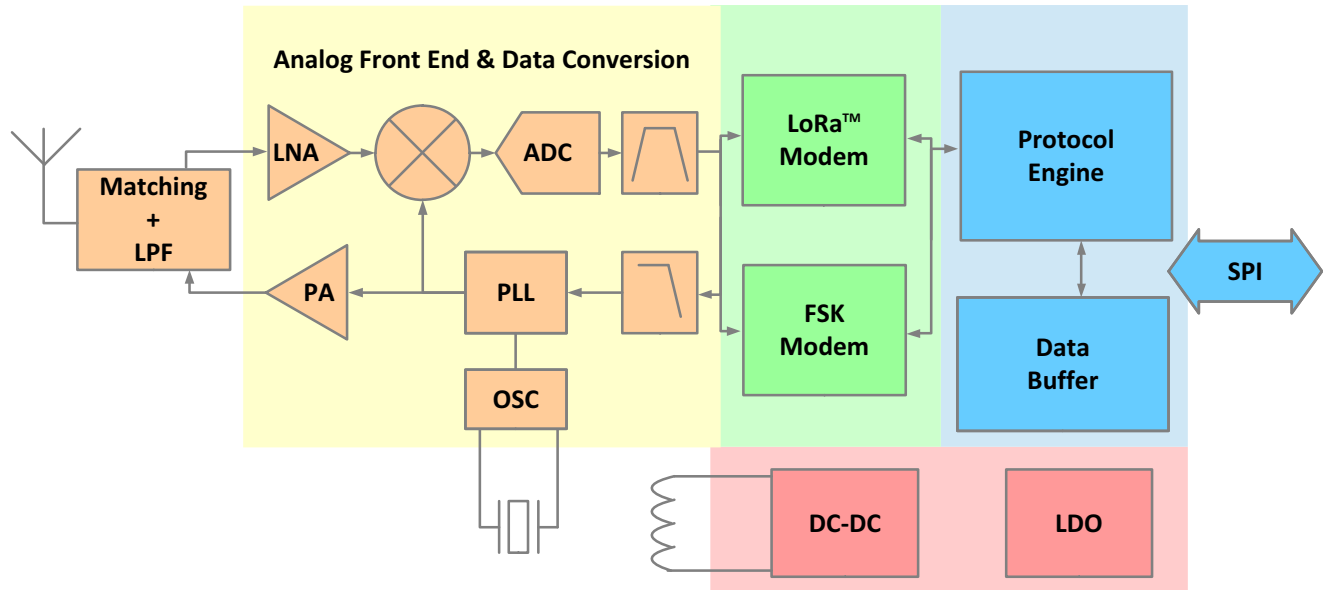 Analog Front End & Data Conversion
LNA
ADC
LoRa™
Modem
Protocol
Engine
Matching
+
LPF
PA
PLL
FSK
Modem
SPI
Data
Buffer
OSC
DC-DC
LDO